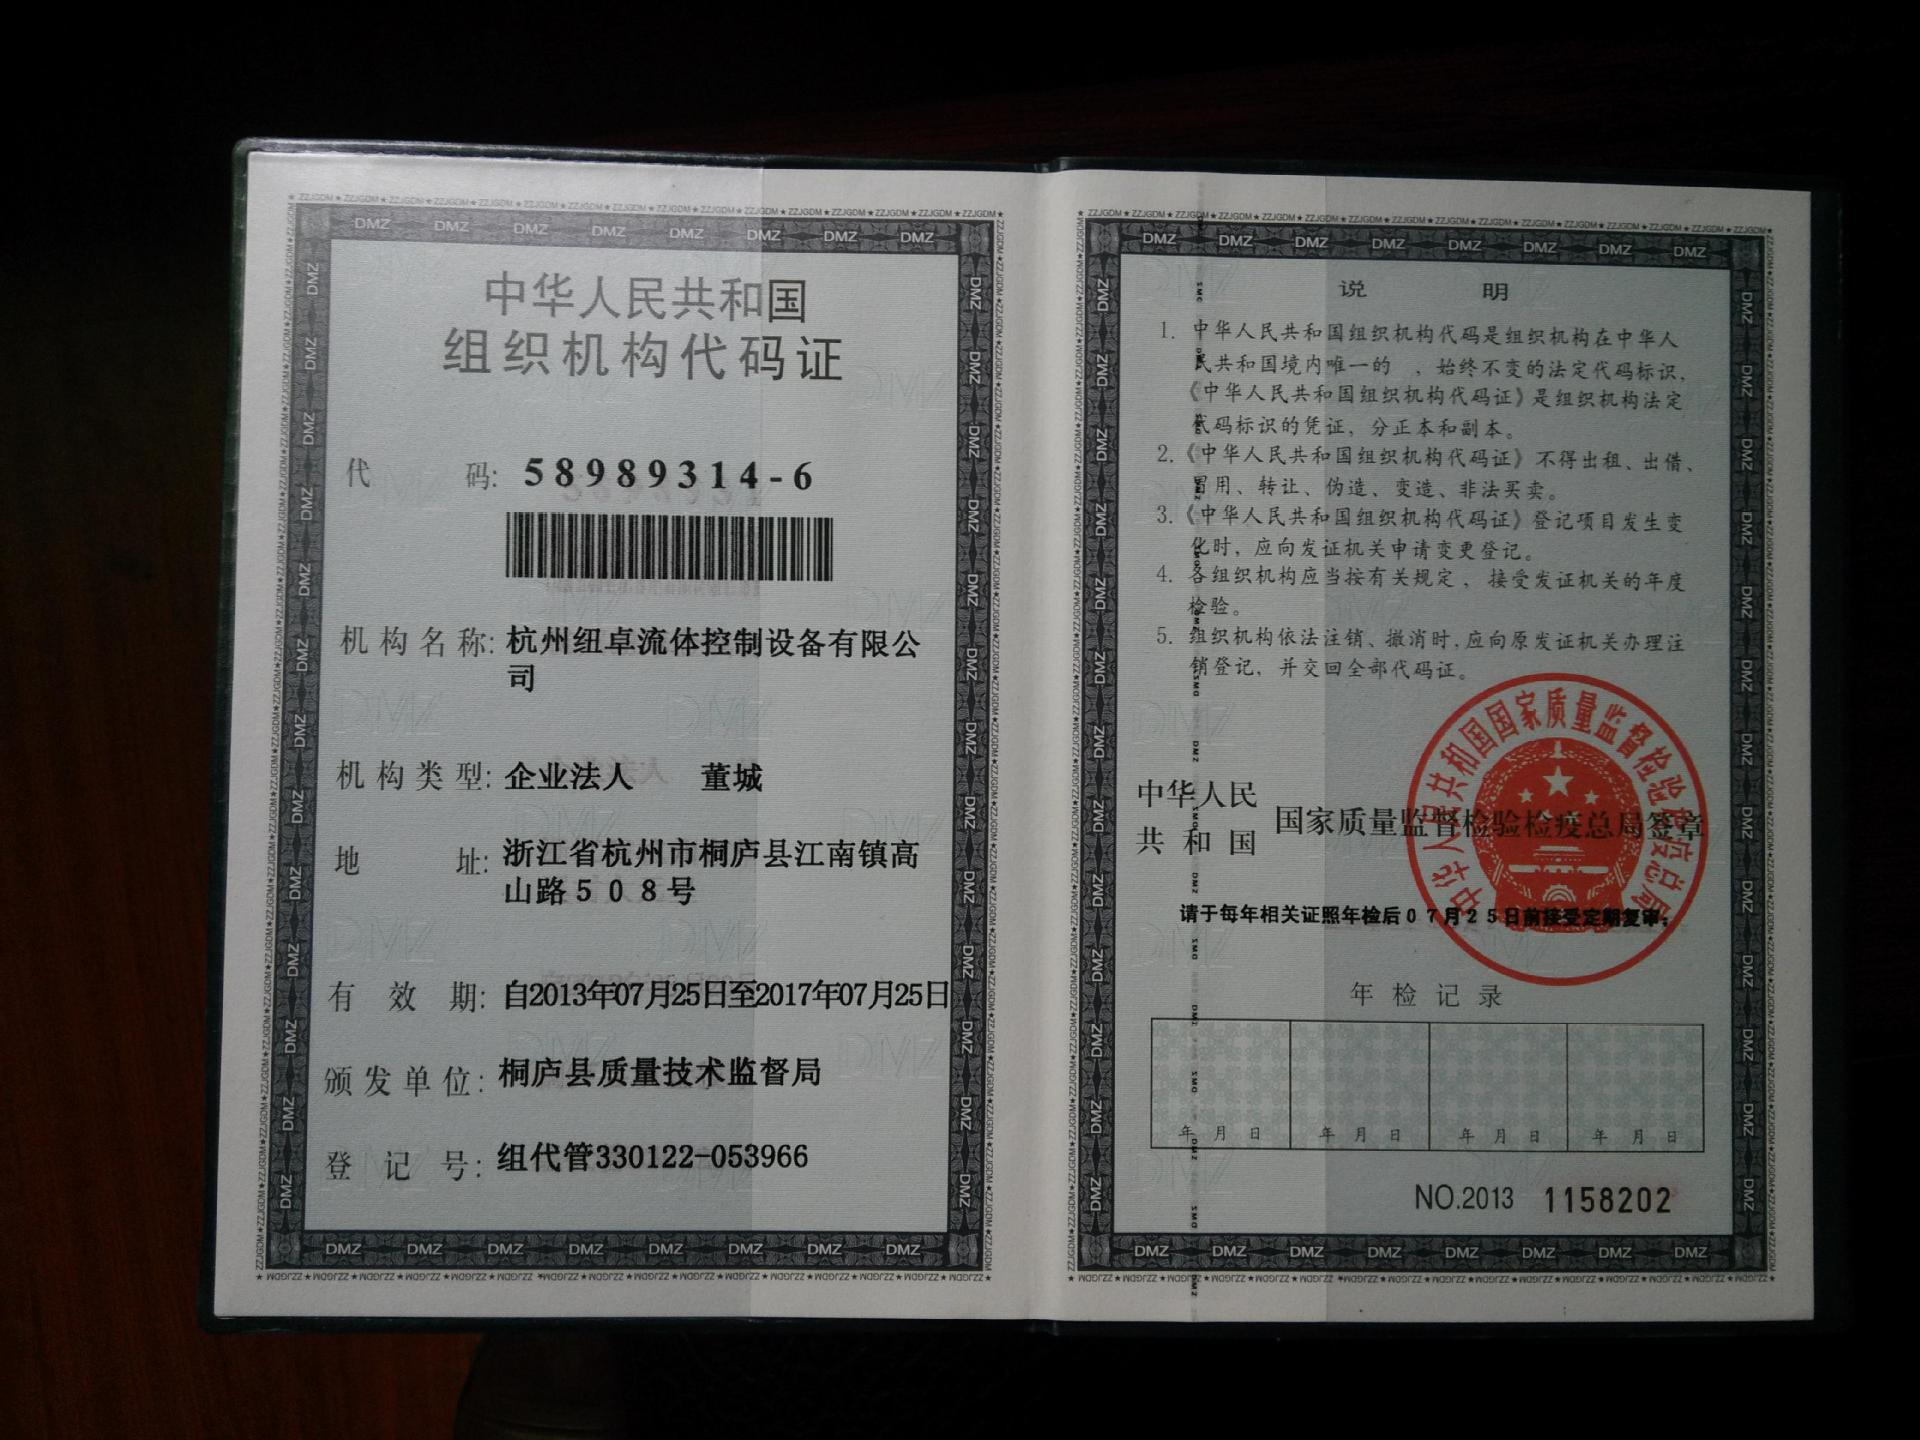 中华人民共和国
组织机构代码证
代 码: 58989314-6
机构名称: 杭州纽卓流体控制设备有限公
司
机构类型: 企业法人 董城
地 址: 浙江省杭州市桐庐县江南镇高
山路508号
有 效 期: 自2013年07月25日至2017年07月25日
颁发单位: 桐庐县质量技术监督局
登 记 号: 组代管330122-053966
说 明
1. 中华人民共和国组织机构代码是组织机构在中华人
民共和国境内唯一的 、始终不变的法定代码标识,
《中华人民共和国组织机构代码证》是组织机构法定
代码标识的凭证, 分正本和副本。
2.《中华人民共和国组织机构代码证》不得出租、出借、
冒用、转让、伪造、变造、非法买卖。
3.《中华人民共和国组织机构代码证》登记项目发生变
化时, 应向发证机关申请变更登记。
4. 各组织机构应当按有关规定, 接受发证机关的年度
检验。
5. 组织机构依法注销、撤消时, 应向原发证机关办理注
销登记, 并交回全部代码证。
中华人民共和国国家质量监督检验检疫总局
中华人民
共和国 国家质量监督检验检疫总局签章
请于每年相关证照年检后07月25日前接受定期复审;
年检记录
年 月 日 年 月 日 年 月 日 年 月 日
NO.2013 1158202